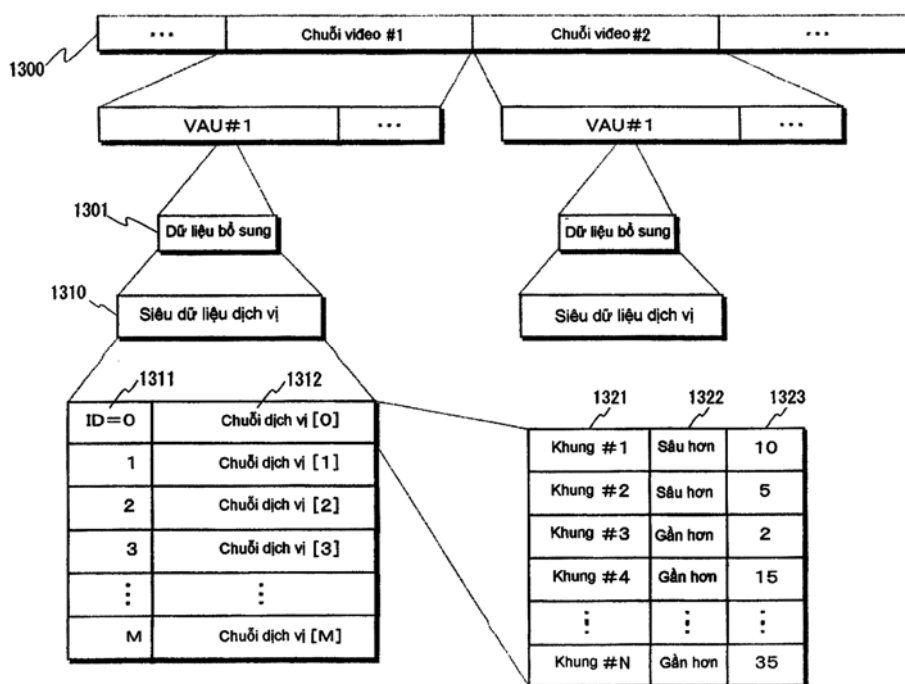 ... Chuỗi video #1 Chuỗi video #2 ...
1300
VAU#1 ... VAU#1 ...
1301
Dữ liệu bổ sung Dữ liệu bổ sung
1310
Siêu dữ liệu dịch vị Siêu dữ liệu dịch vị
1311 1312 1321 1322 1323
ID=0 Chuỗi dịch vị [0]
1 Chuỗi dịch vị [1]
2 Chuỗi dịch vị [2]
3 Chuỗi dịch vị [3]
⋮ ⋮
M Chuỗi dịch vị [M]
Khung #1 Sâu hơn 10
Khung #2 Sâu hơn 5
Khung #3 Gần hơn 2
Khung #4 Gần hơn 15
⋮ ⋮ ⋮
Khung #N Gần hơn 35